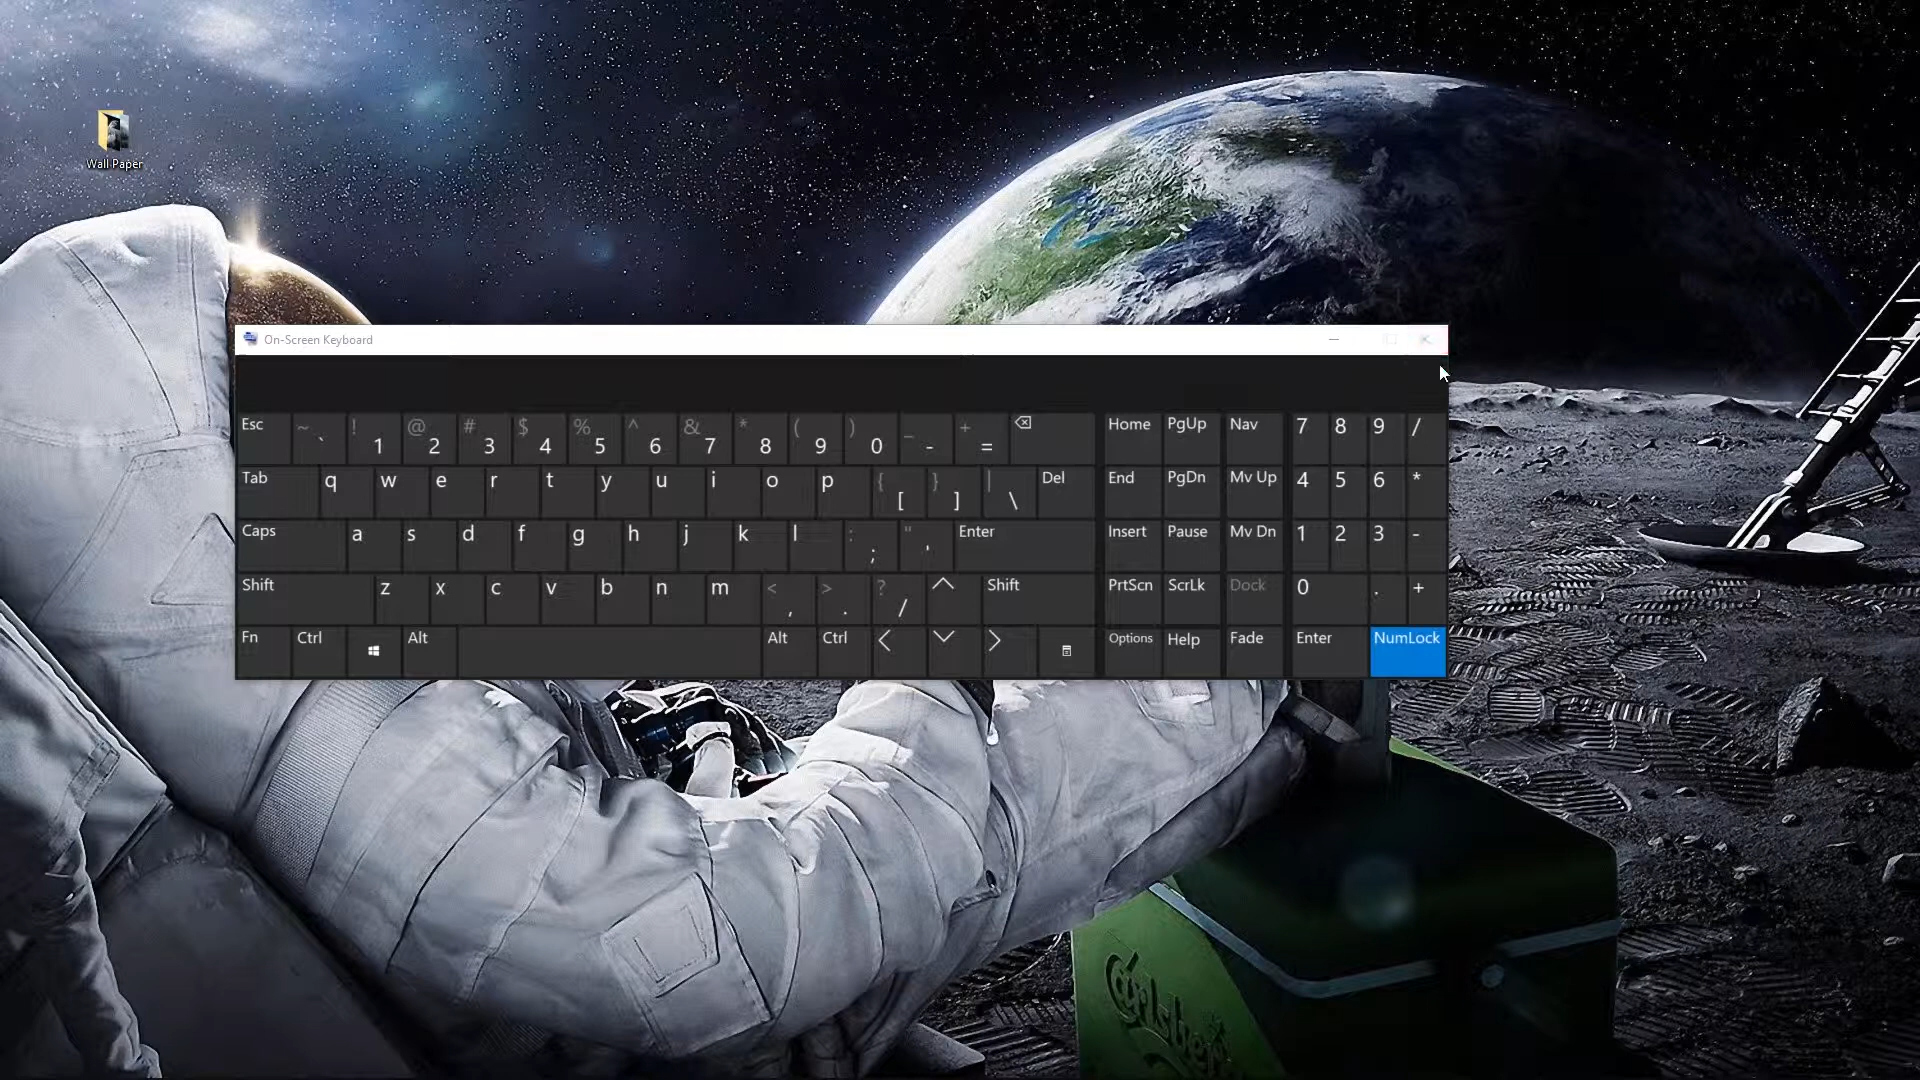 Wall Paper
On-Screen Keyboard
Esc ~ ` ! 1 @ 2 # 3 $ 4 % 5 ^ 6 & 7 * 8 ( 9 ) 0 _ - + = Home PgUp Nav 7 8 9 /
Tab q w e r t y u i o p { [ } ] | \ Del End PgDn Mv Up 4 5 6 *
Caps a s d f g h j k l : ; " ' Enter Insert Pause Mv Dn 1 2 3 -
Shift z x c v b n m < , > . ? / Shift PrtScn ScrLk Dock 0 . +
Fn Ctrl Alt Alt Ctrl Options Help Fade Enter NumLock
Carlsberg